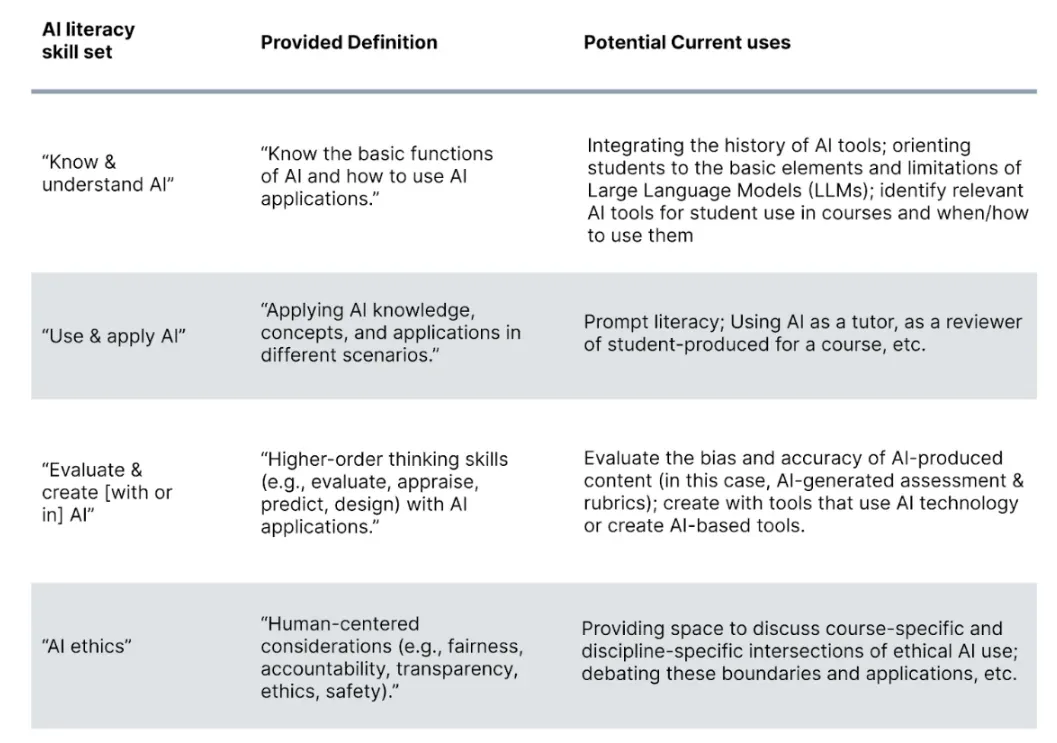 AI literacy
skill set
Provided Definition
Potential Current uses
“Know &
understand AI”
“Know the basic functions
of AI and how to use AI
applications.”
Integrating the history of AI tools; orienting
students to the basic elements and limitations of
Large Language Models (LLMs); identify relevant
AI tools for student use in courses and when/how
to use them
“Use & apply AI”
“Applying AI knowledge,
concepts, and applications in
different scenarios.”
Prompt literacy; Using AI as a tutor, as a reviewer
of student-produced for a course, etc.
“Evaluate &
create [with or
in] AI”
“Higher-order thinking skills
(e.g., evaluate, appraise,
predict, design) with AI
applications.”
Evaluate the bias and accuracy of AI-produced
content (in this case, AI-generated assessment &
rubrics); create with tools that use AI technology
or create AI-based tools.
“AI ethics”
“Human-centered
considerations (e.g., fairness,
accountability, transparency,
ethics, safety).”
Providing space to discuss course-specific and
discipline-specific intersections of ethical AI use;
debating these boundaries and applications, etc.